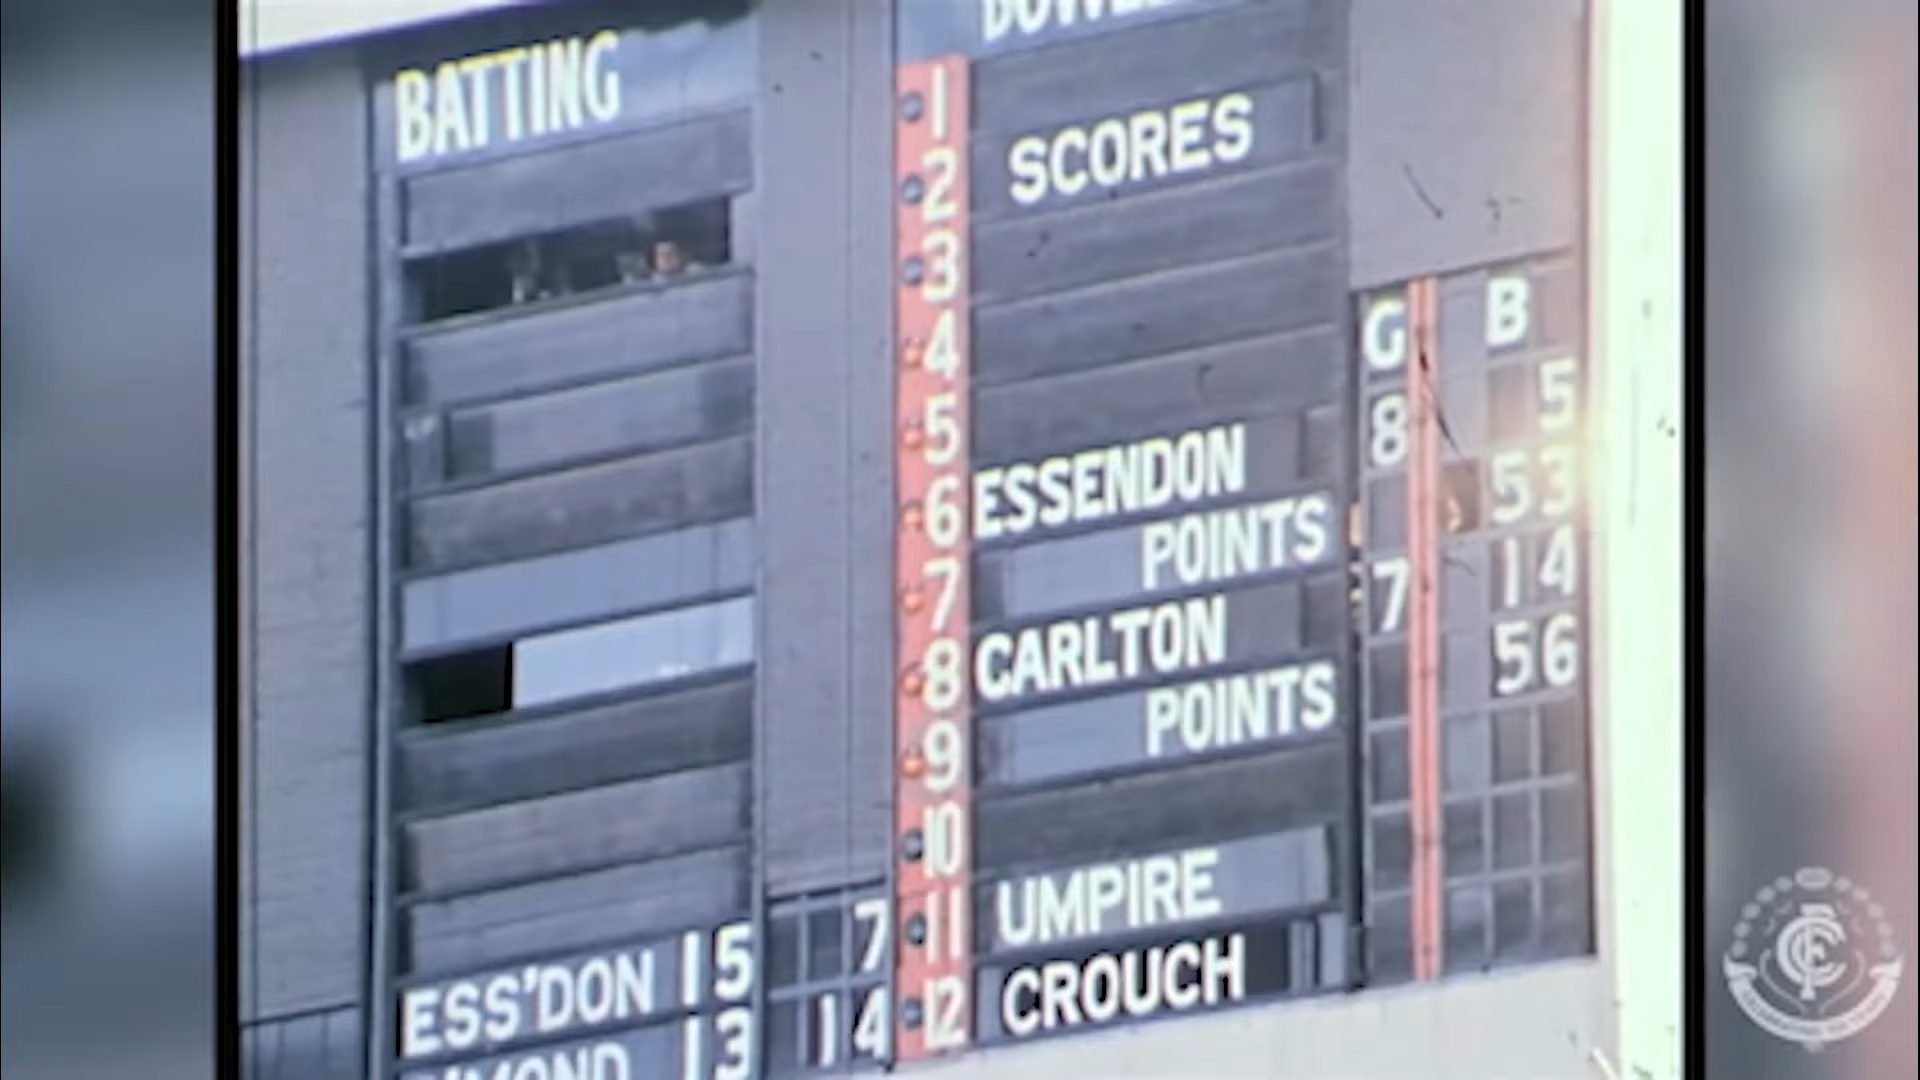 BATTING
1
2 SCORES
3
4
5
G B
6 ESSENDON 8 5
7 POINTS 53
8 CARLTON 7 14
9 POINTS 56
10
11 UMPIRE
12 CROUCH
ESS'DON 15 7
13 14
CFC